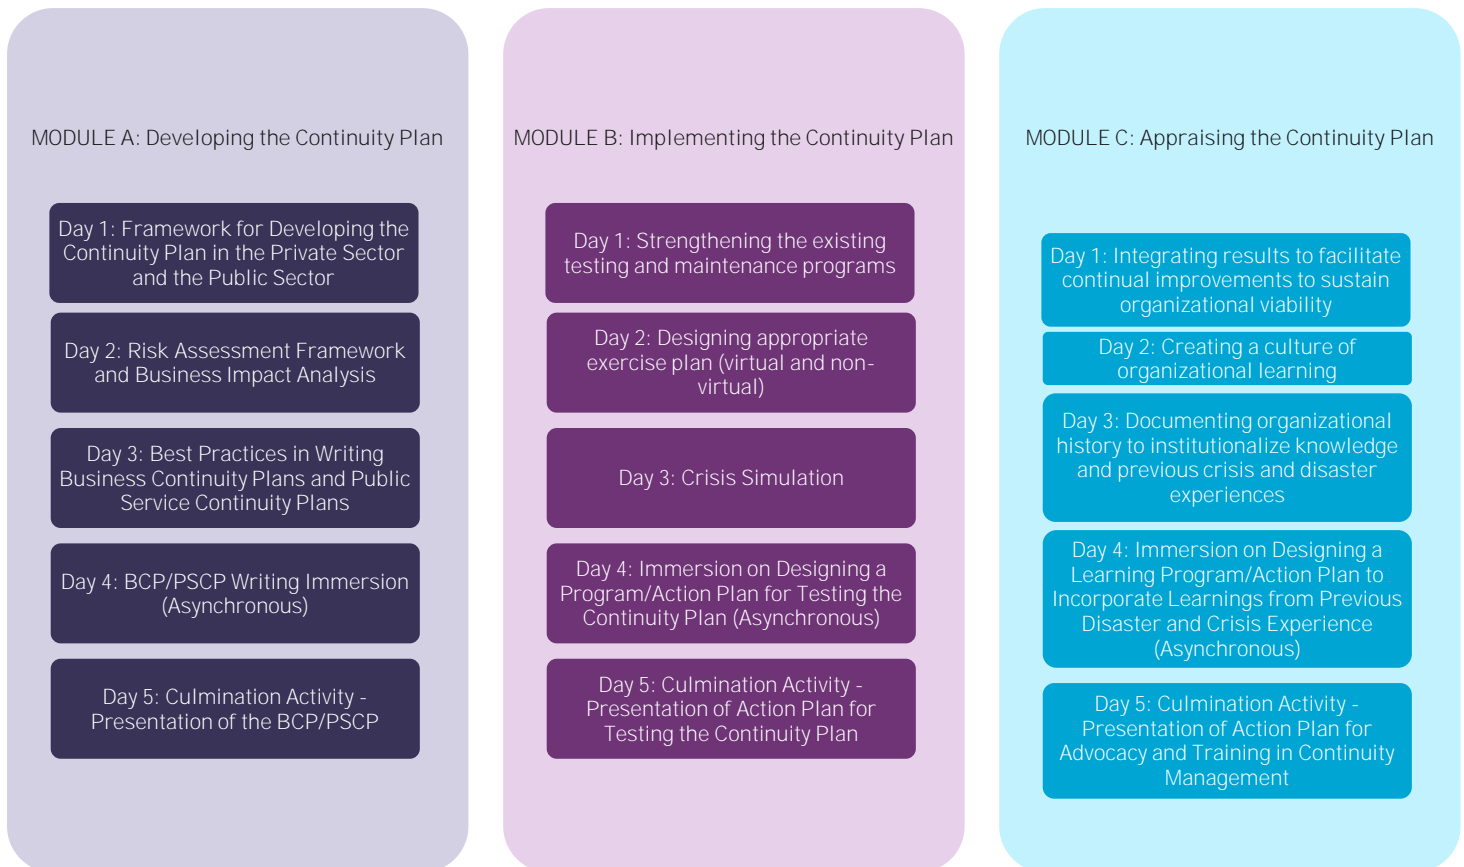 MODULE A: Developing the Continuity Plan
Day 1: Framework for Developing the
Continuity Plan in the Private Sector
and the Public Sector
Day 2: Risk Assessment Framework
and Business Impact Analysis
Day 3: Best Practices in Writing
Business Continuity Plans and Public
Service Continuity Plans
Day 4: BCP/PSCP Writing Immersion
(Asynchronous)
Day 5: Culmination Activity -
Presentation of the BCP/PSCP
MODULE B: Implementing the Continuity Plan
Day 1: Strengthening the existing
testing and maintenance programs
Day 2: Designing appropriate
exercise plan (virtual and non-
virtual)
Day 3: Crisis Simulation
Day 4: Immersion on Designing a
Program/Action Plan for Testing the
Continuity Plan (Asynchronous)
Day 5: Culmination Activity -
Presentation of Action Plan for
Testing the Continuity Plan
MODULE C: Appraising the Continuity Plan
Day 1: Integrating results to facilitate
continual improvements to sustain
organizational viability
Day 2: Creating a culture of
organizational learning
Day 3: Documenting organizational
history to institutionalize knowledge
and previous crisis and disaster
experiences
Day 4: Immersion on Designing a
Learning Program/Action Plan to
Incorporate Learnings from Previous
Disaster and Crisis Experience
(Asynchronous)
Day 5: Culmination Activity -
Presentation of Action Plan for
Advocacy and Training in Continuity
Management